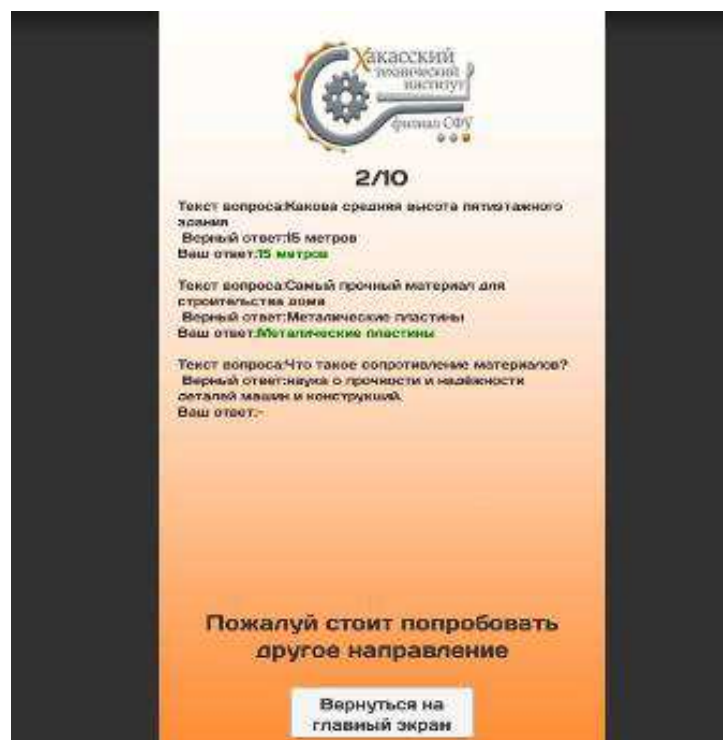 Хакасский
технический
институт
филиал СФУ
2/10
Текст вопроса:Какова средняя высота пятиэтажного
здания
Верный ответ:15 метров
Ваш ответ:15 метров
Текст вопроса:Самый прочный материал для
строительства дома
Верный ответ:Металические пластины
Ваш ответ:Металические пластины
Текст вопроса:Что такое сопротивление материалов?
Верный ответ:наука о прочности и надёжности
деталей машин и конструкций.
Ваш ответ:-
Пожалуй стоит попробовать
другое направление
Вернуться на
главный экран